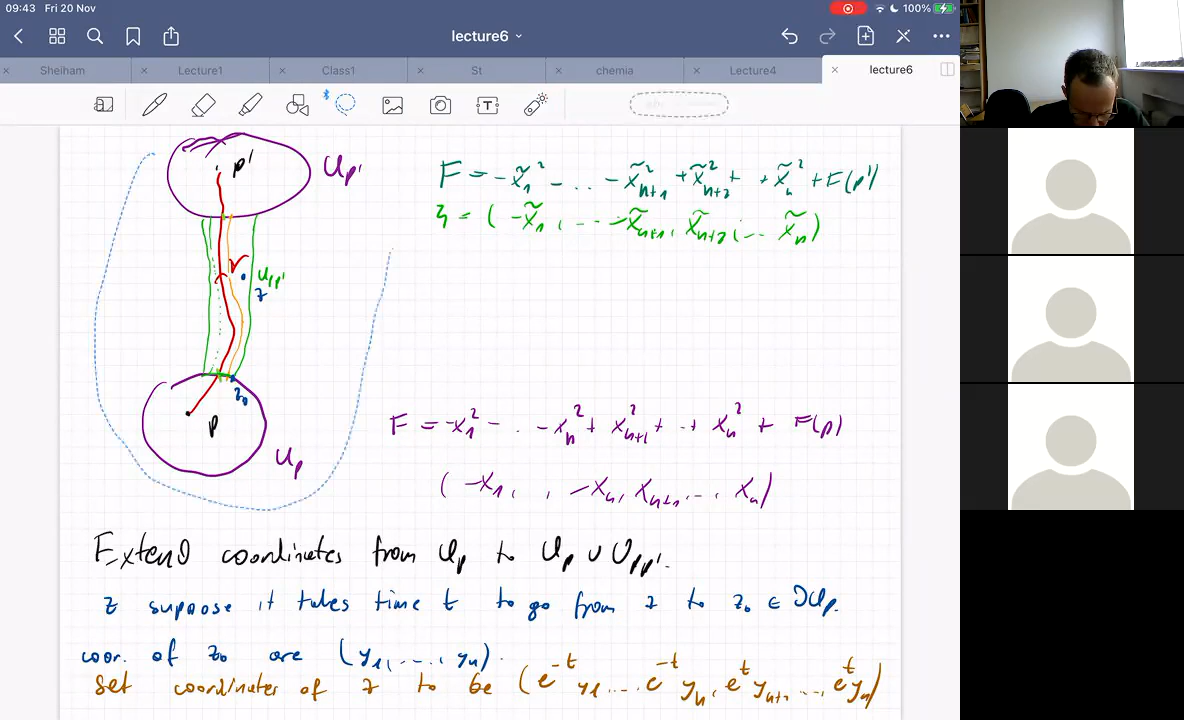 09:43 Fri 20 Nov
100%
lecture6
Sheiham
Lecture1
Class1
St
chemia
Lecture4
lecture6
p'
U_p'
F = -x̃_1^2 - .. -x̃_{n+1}^2 + x̃_{n+2}^2 + + x̃_n^2 + F(p')
ξ = (-x̃_1, ... -x̃_{n+1}, x̃_{n+2}, ... x̃_n)
γ
U_pp'
z
z_0
p
U_p
F = -x_1^2 - .. -x_n^2 + x_{n+1}^2 + .. + x_n^2 + F(p)
(-x_1, , -x_n, x_{n+1}, ..., x_n)
Extend coordinates from U_p to U_p ∪ U_pp'.
z suppose it takes time t to go from z to z_0 ∈ ∂U_p.
coor. of z_0 are (y_1, ..., y_n).
Set coordinates of z to be (e^{-t} y_1 .... e^{-t} y_n, e^t y_{n+1} ..., e^t y_n)